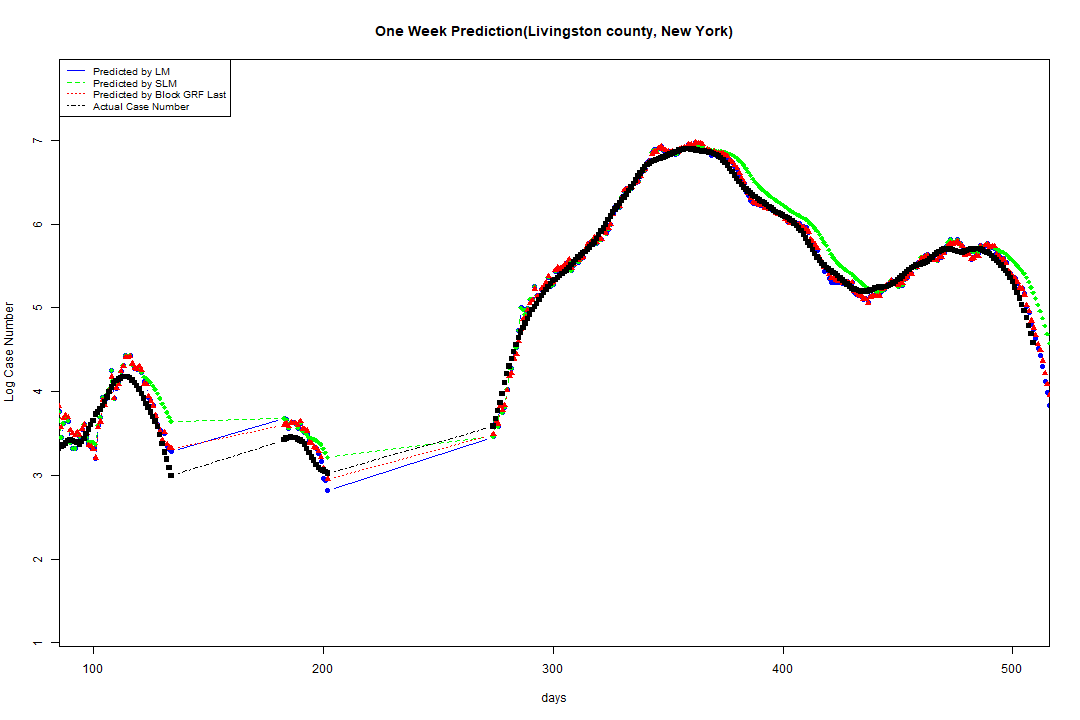 One Week Prediction(Livingston county, New York)
Predicted by LM
Predicted by SLM
Predicted by Block GRF Last
Actual Case Number
Log Case Number
7
6
5
4
3
2
1
100 200 300 400 500
days